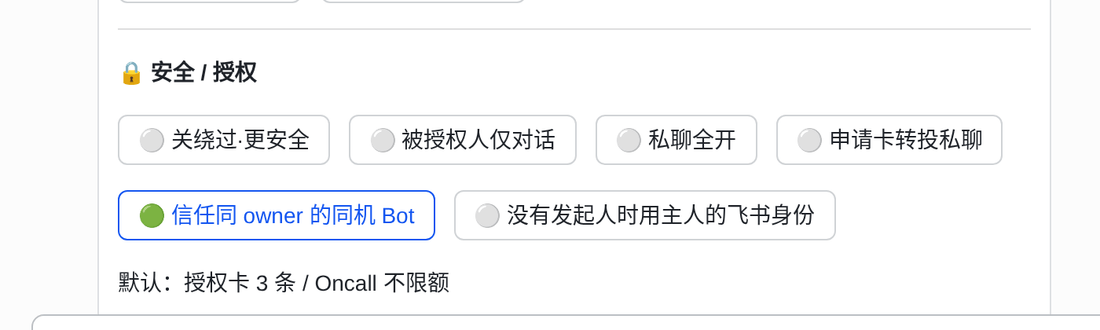 🔒 安全 / 授权
关绕过·更安全 被授权人仅对话 私聊全开 申请卡转投私聊
信任同 owner 的同机 Bot 没有发起人时用主人的飞书身份
默认：授权卡 3 条 / Oncall 不限额